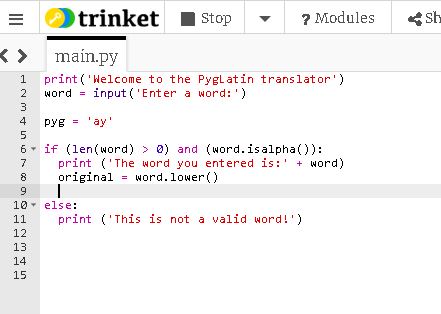 trinket Stop ? Modules Sh
main.py
1 print('Welcome to the PygLatin translator')
2 word = input('Enter a word:')
3
4 pyg = 'ay'
5
6 if (len(word) > 0) and (word.isalpha()):
7 print ('The word you entered is:' + word)
8 original = word.lower()
9
10 else:
11 print ('This is not a valid word!')
12
13
14
15